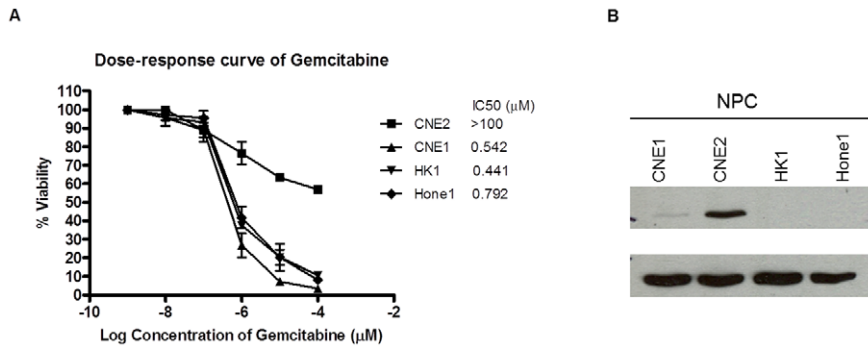 A
Dose-response curve of Gemcitabine
110
100
90
80
70
60
50
40
30
20
10
0
% Viability
-10
-8
-6
-4
-2
Log Concentration of Gemcitabine (μM)
IC50 (μM)
CNE2 >100
CNE1 0.542
HK1 0.441
Hone1 0.792
B
NPC
CNE1
CNE2
HK1
Hone1